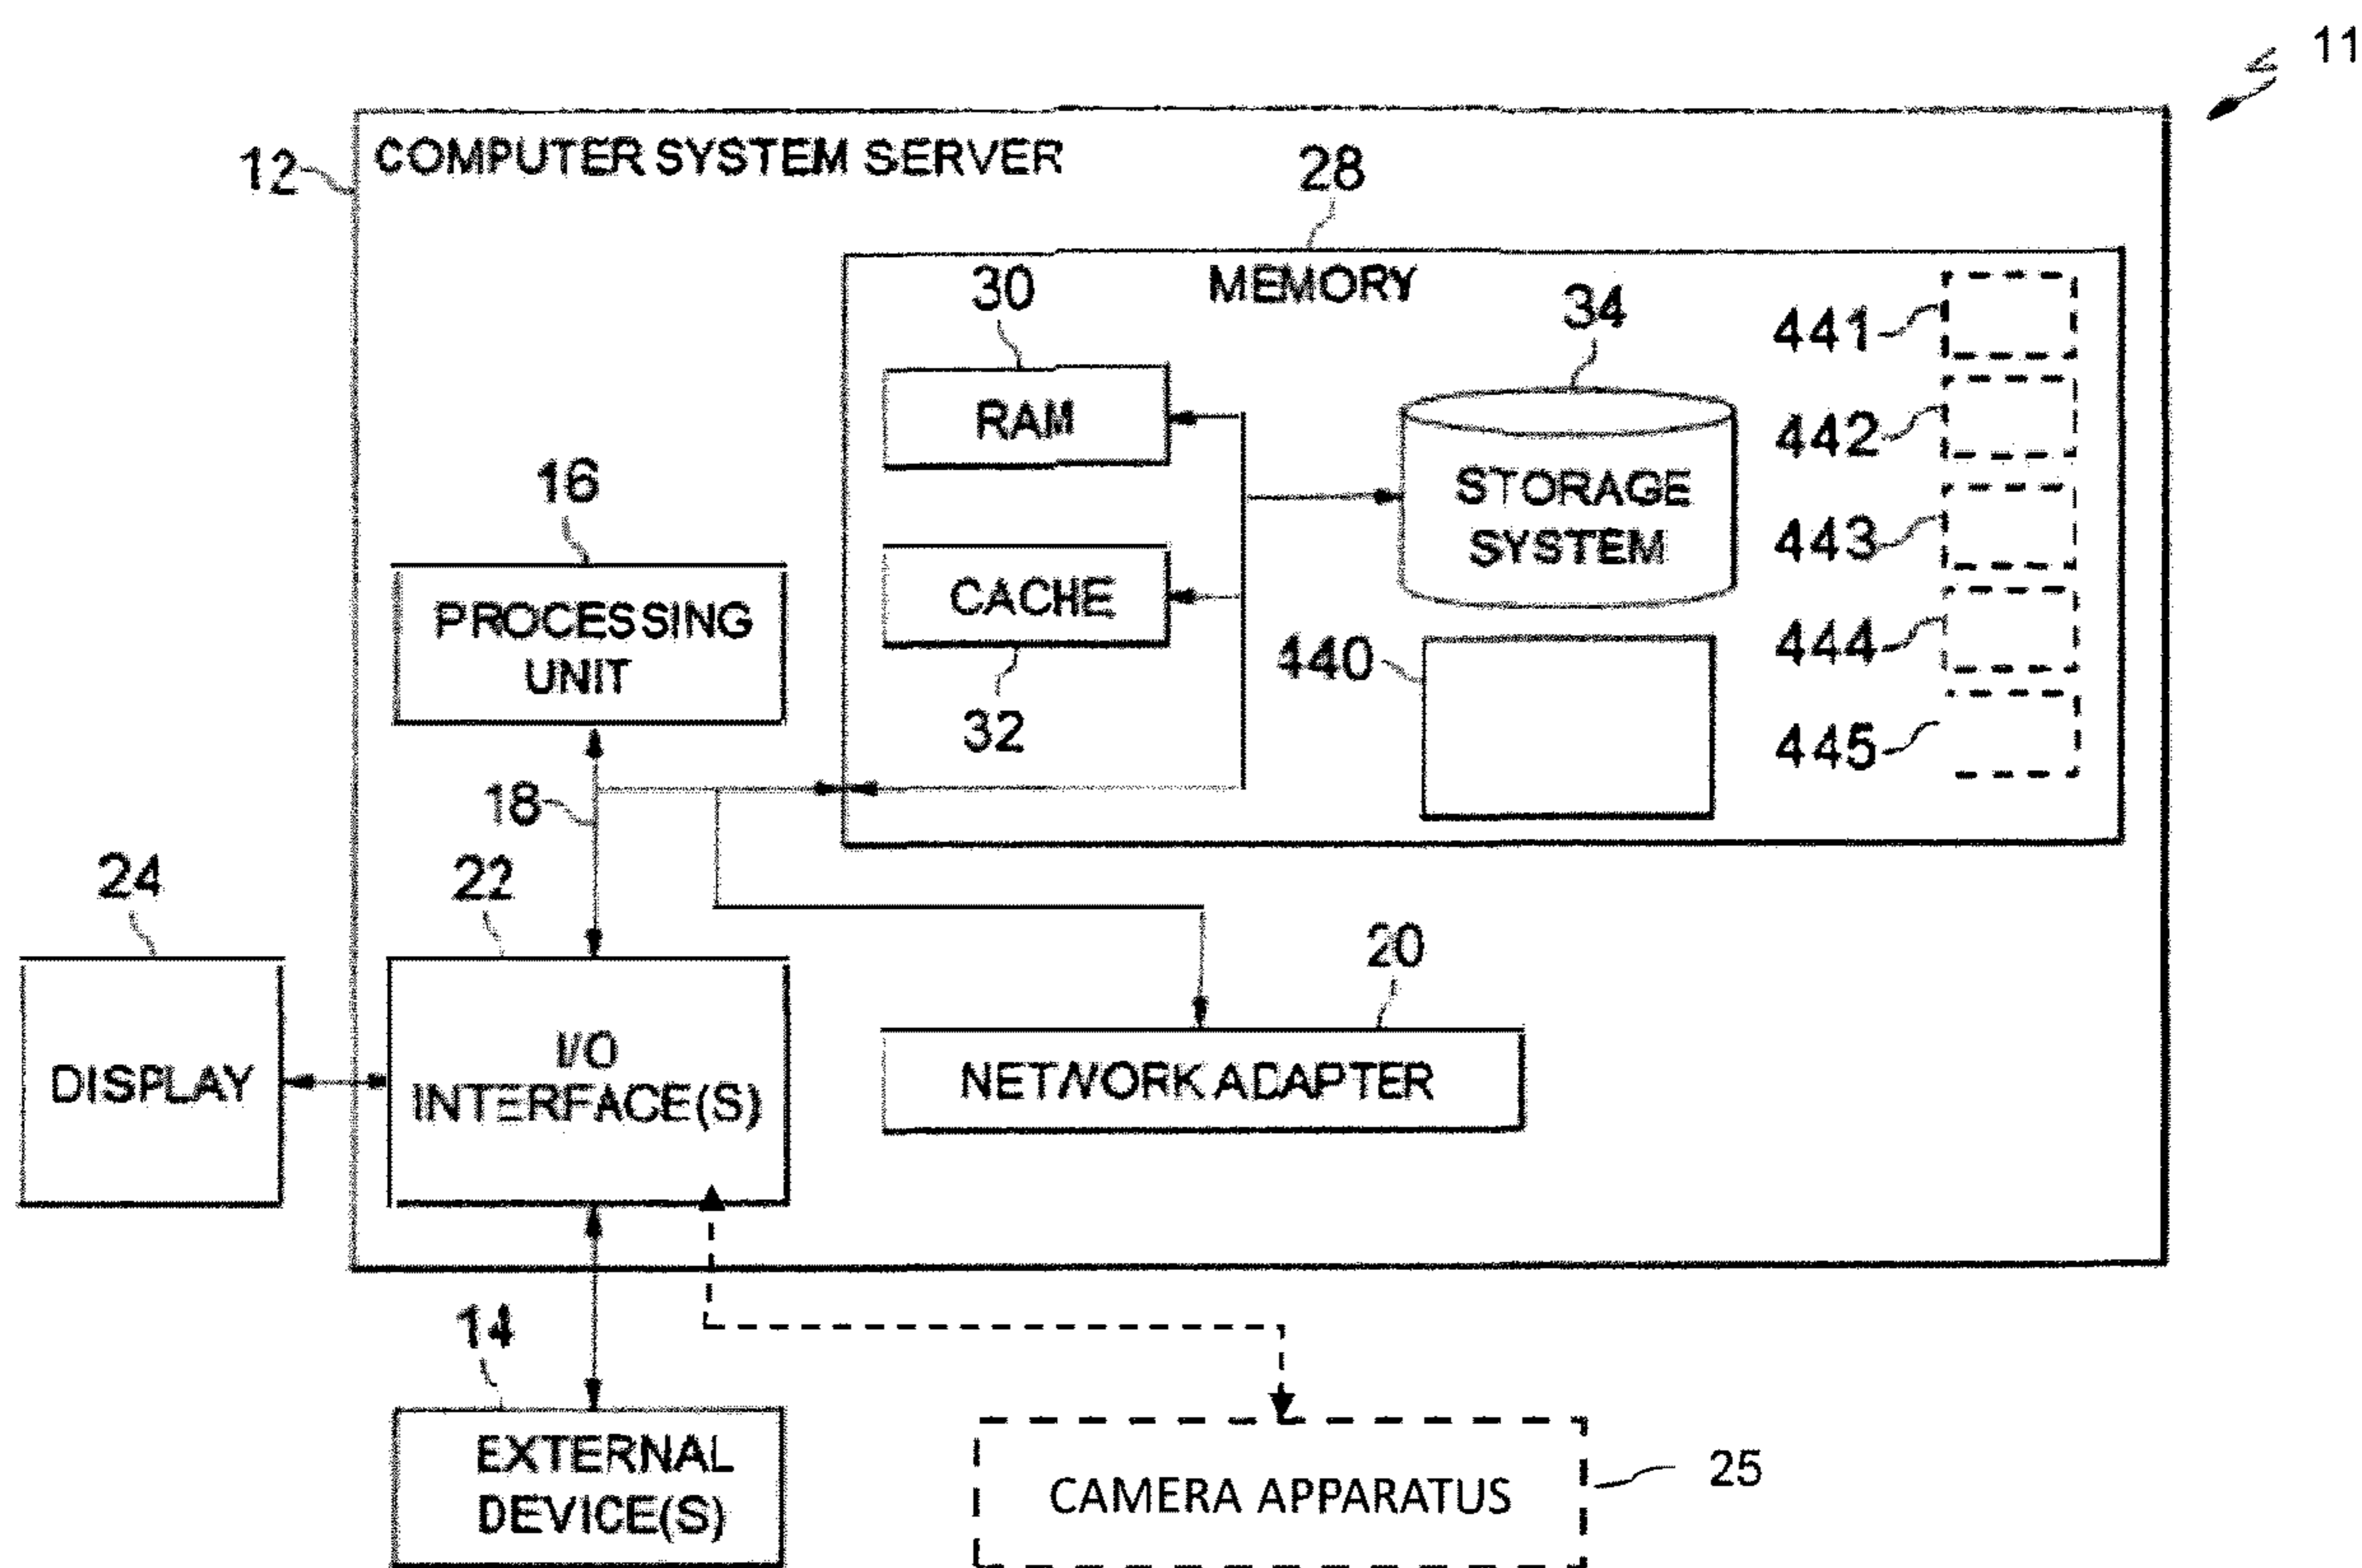 11
12
COMPUTER SYSTEM SERVER
28
MEMORY
30
34
441
RAM
442
16
STORAGE
SYSTEM
443
CACHE
PROCESSING
UNIT
440
444
32
445
18
24
22
20
DISPLAY
I/O
INTERFACE(S)
NETWORK ADAPTER
14
EXTERNAL
DEVICE(S)
CAMERA APPARATUS
25